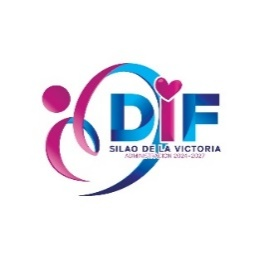 DIF
SILAO DE LA VICTORIA
ADMINISTRACIÓN 2024-2027